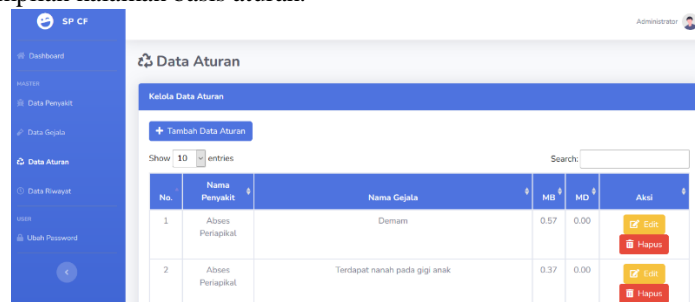 SP CF
Administrator
Dashboard
Data Aturan
MASTER
Kelola Data Aturan
Data Penyakit
Tambah Data Aturan
Data Gejala
Show 10 entries
Search:
Data Aturan
No.
Nama Penyakit
Nama Gejala
MB
MD
Aksi
Data Riwayat
1
Abses Periapikal
Demam
0.57
0.00
Edit
Hapus
USER
Ubah Password
2
Abses Periapikal
Terdapat nanah pada gigi anak
0.37
0.00
Edit
Hapus